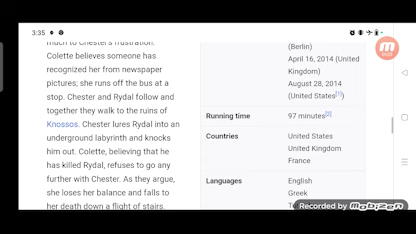 3:35
much to Chester's frustration.
Colette believes someone has
recognized her from newspaper
pictures; she runs off the bus at a
stop. Chester and Rydal follow and
together they walk to the ruins of
Knossos. Chester lures Rydal into an
underground labyrinth and knocks
him out. Colette, believing that he
has killed Rydal, refuses to go any
further with Chester. As they argue,
she loses her balance and falls to
her death down a flight of stairs.
(Berlin)
April 16, 2014 (United
Kingdom)
August 28, 2014
(United States[1])
Running time 97 minutes[2]
Countries United States
United Kingdom
France
Languages English
Greek
Recorded by MOBIZEN